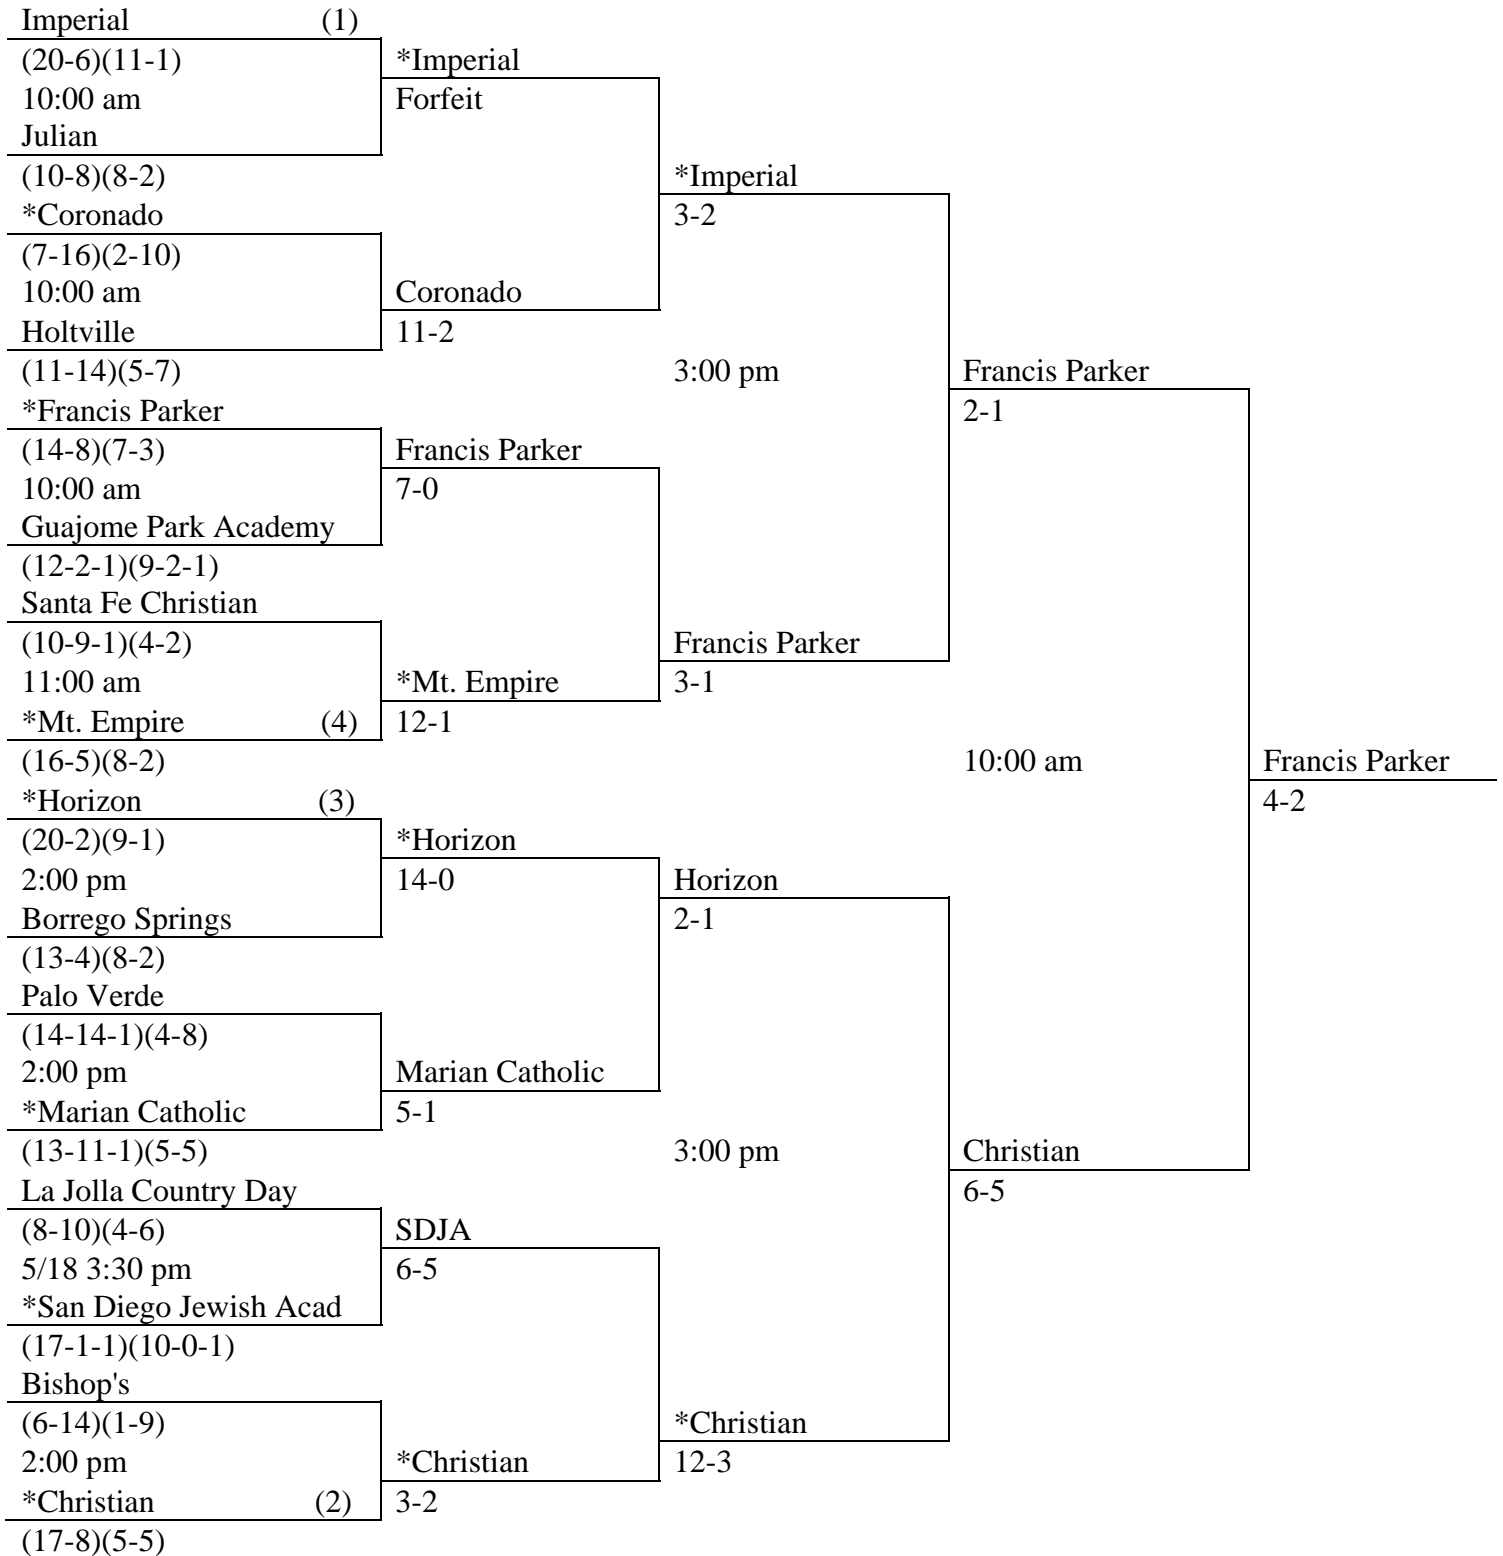 Imperial (1)
(20-6)(11-1)
10:00 am
Julian
(10-8)(8-2)
*Coronado
(7-16)(2-10)
10:00 am
Holtville
(11-14)(5-7)
*Francis Parker
(14-8)(7-3)
10:00 am
Guajome Park Academy
(12-2-1)(9-2-1)
Santa Fe Christian
(10-9-1)(4-2)
11:00 am
*Mt. Empire (4)
(16-5)(8-2)
*Horizon (3)
(20-2)(9-1)
2:00 pm
Borrego Springs
(13-4)(8-2)
Palo Verde
(14-14-1)(4-8)
2:00 pm
*Marian Catholic
(13-11-1)(5-5)
La Jolla Country Day
(8-10)(4-6)
5/18 3:30 pm
*San Diego Jewish Acad
(17-1-1)(10-0-1)
Bishop's
(6-14)(1-9)
2:00 pm
*Christian (2)
(17-8)(5-5)
*Imperial
Forfeit
Coronado
11-2
Francis Parker
7-0
*Mt. Empire
12-1
*Horizon
14-0
Marian Catholic
5-1
SDJA
6-5
*Christian
3-2
*Imperial
3-2
3:00 pm
Francis Parker
3-1
Horizon
2-1
3:00 pm
*Christian
12-3
Francis Parker
2-1
10:00 am
Christian
6-5
Francis Parker
4-2